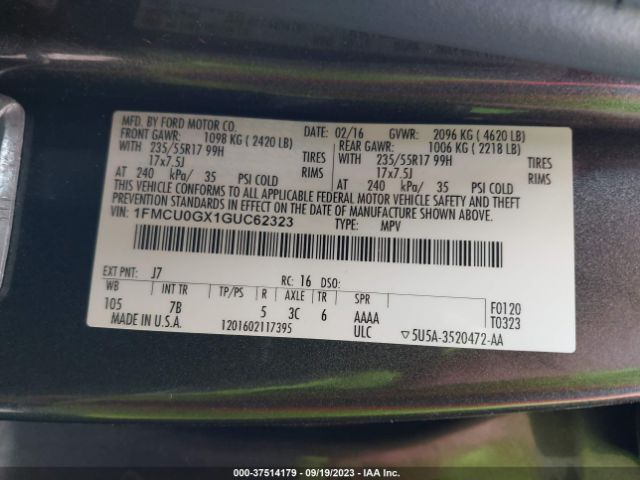 MFD. BY FORD MOTOR CO.
DATE: 02/16 GVWR: 2096 KG ( 4620 LB)
FRONT GAWR: 1098 KG ( 2420 LB) REAR GAWR: 1006 KG ( 2218 LB)
WITH 235/55R17 99H TIRES WITH 235/55R17 99H TIRES
17x7.5J RIMS 17x7.5J RIMS
AT 240 kPa/ 35 PSI COLD AT 240 kPa/ 35 PSI COLD
THIS VEHICLE CONFORMS TO ALL APPLICABLE FEDERAL MOTOR VEHICLE SAFETY AND THEFT
PREVENTION STANDARDS IN EFFECT ON THE DATE OF MANUFACTURE SHOWN ABOVE.
VIN: 1FMCU0GX1GUC62323 TYPE: MPV
EXT PNT: J7 RC: 16 DSO:
WB INT TR TP/PS R AXLE TR SPR
105 7B 5 3C 6 AAAA F0120
MADE IN U.S.A. 1201602117395 ULC T0323
▽5U5A-3520472-AA
© IAA-37514179 - 09/19/2023 - IAA Inc.